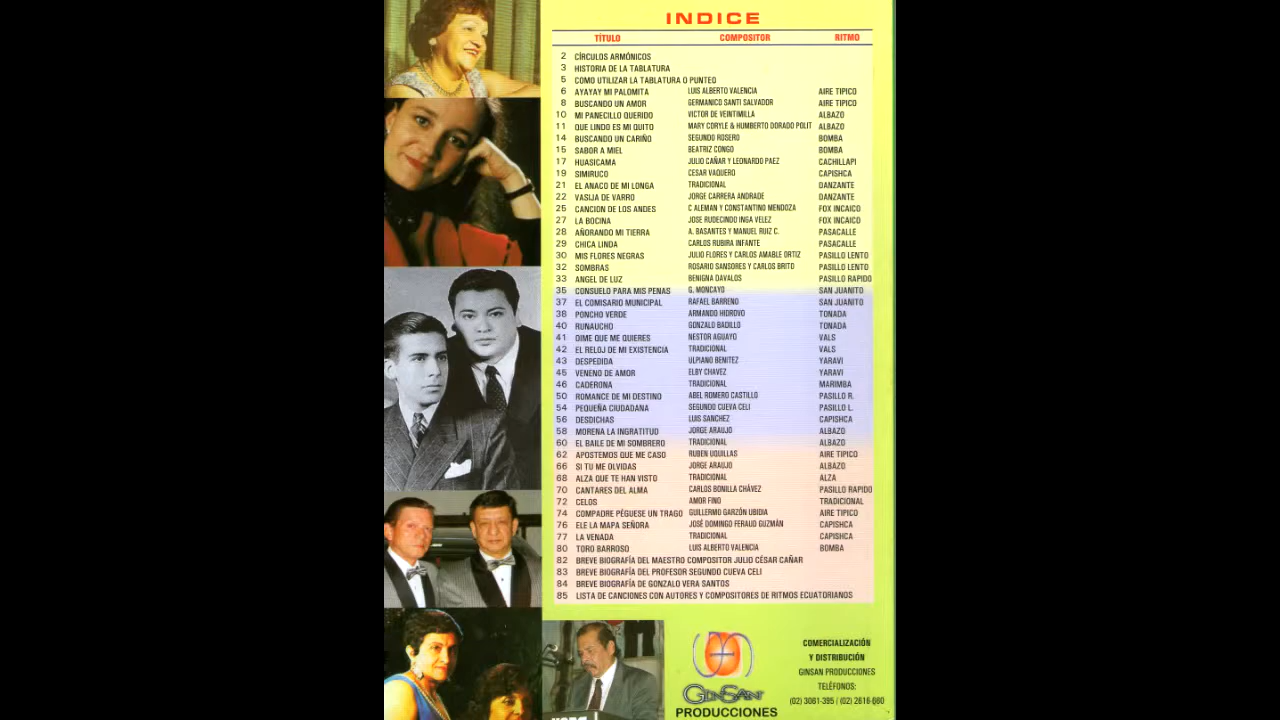 INDICE
TÍTULO COMPOSITOR RITMO
2 CÍRCULOS ARMÓNICOS
3 HISTORIA DE LA TABLATURA
5 COMO UTILIZAR LA TABLATURA O PUNTEO
6 AYAYAY MI PALOMITA LUIS ALBERTO VALENCIA AIRE TIPICO
8 BUSCANDO UN AMOR GERMANICO SANTI SALVADOR AIRE TIPICO
10 MI PANECILLO QUERIDO VICTOR DE VEINTIMILLA ALBAZO
11 QUE LINDO ES MI QUITO MARY CORYLE & HUMBERTO DORADO POLIT ALBAZO
14 BUSCANDO UN CARIÑO SEGUNDO ROSERO BOMBA
15 SABOR A MIEL BEATRIZ CONGO BOMBA
17 HUASICAMA JULIO CAÑAR Y LEONARDO PAEZ CACHILLAPI
19 SIMIRUCO CESAR VAQUERO CAPISHCA
21 EL ANACO DE MI LONGA TRADICIONAL DANZANTE
22 VASIJA DE VARRO JORGE CARRERA ANDRADE DANZANTE
25 CANCION DE LOS ANDES C ALEMAN Y CONSTANTINO MENDOZA FOX INCAICO
27 LA BOCINA JOSE RUDECINDO INGA VELEZ FOX INCAICO
28 AÑORANDO MI TIERRA A. BASANTES Y MANUEL RUIZ C. PASACALLE
29 CHICA LINDA CARLOS RUBIRA INFANTE PASACALLE
30 MIS FLORES NEGRAS JULIO FLORES Y CARLOS AMABLE ORTIZ PASILLO LENTO
32 SOMBRAS ROSARIO SANSORES Y CARLOS BRITO PASILLO LENTO
33 ANGEL DE LUZ BENIGNA DAVALOS PASILLO RAPIDO
35 CONSUELO PARA MIS PENAS G. MONCAYO SAN JUANITO
37 EL COMISARIO MUNICIPAL RAFAEL BARRENO SAN JUANITO
38 PONCHO VERDE ARMANDO HIDROVO TONADA
40 RUNAUCHO GONZALO BADILLO TONADA
41 DIME QUE ME QUIERES NESTOR AGUAYO VALS
42 EL RELOJ DE MI EXISTENCIA TRADICIONAL VALS
43 DESPEDIDA ULPIANO BENITEZ YARAVI
45 VENENO DE AMOR ELBY CHAVEZ YARAVI
46 CADERONA TRADICIONAL MARIMBA
50 ROMANCE DE MI DESTINO ABEL ROMERO CASTILLO PASILLO R.
54 PEQUEÑA CIUDADANA SEGUNDO CUEVA CELI PASILLO L.
56 DESDICHAS LUIS SANCHEZ CAPISHCA
58 MORENA LA INGRATITUD JORGE ARAUJO ALBAZO
60 EL BAILE DE MI SOMBRERO TRADICIONAL ALBAZO
62 APOSTEMOS QUE ME CASO RUBEN UQUILLAS AIRE TIPICO
66 SI TU ME OLVIDAS JORGE ARAUJO ALBAZO
68 ALZA QUE TE HAN VISTO TRADICIONAL ALZA
70 CANTARES DEL ALMA CARLOS BONILLA CHÁVEZ PASILLO RAPIDO
72 CELOS AMOR FINO TRADICIONAL
74 COMPADRE PÉGUESE UN TRAGO GUILLERMO GARZÓN UBIDIA AIRE TIPICO
76 ELE LA MAPA SEÑORA JOSÉ DOMINGO FERAUD GUZMÁN CAPISHCA
77 LA VENADA TRADICIONAL CAPISHCA
80 TORO BARROSO LUIS ALBERTO VALENCIA BOMBA
82 BREVE BIOGRAFÍA DEL MAESTRO COMPOSITOR JULIO CÉSAR CAÑAR
83 BREVE BIOGRAFÍA DEL PROFESOR SEGUNDO CUEVA CELI
84 BREVE BIOGRAFÍA DE GONZALO VERA SANTOS
85 LISTA DE CANCIONES CON AUTORES Y COMPOSITORES DE RITMOS ECUATORIANOS
GINSAN
PRODUCCIONES
COMERCIALIZACIÓN
Y DISTRIBUCIÓN
GINSAN PRODUCCIONES
TELÉFONOS:
(02) 3061-395 / (02) 2616-660